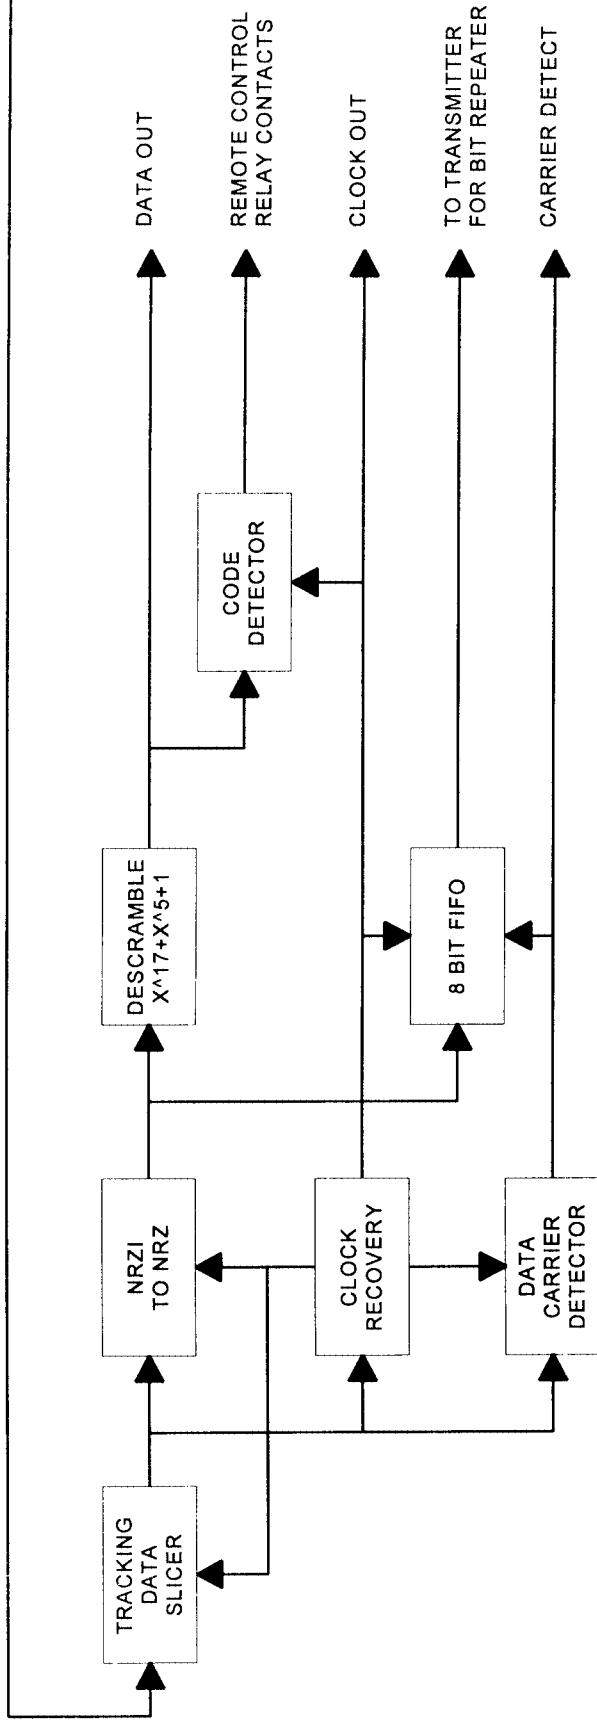 TRACKING
DATA
SLICER
NRZI
TO NRZ
DESCRAMBLE
X^17+X^5+1
DATA OUT
CODE
DETECTOR
REMOTE CONTROL
RELAY CONTACTS
CLOCK
RECOVERY
CLOCK OUT
8 BIT FIFO
TO TRANSMITTER
FOR BIT REPEATER
DATA
CARRIER
DETECTOR
CARRIER DETECT